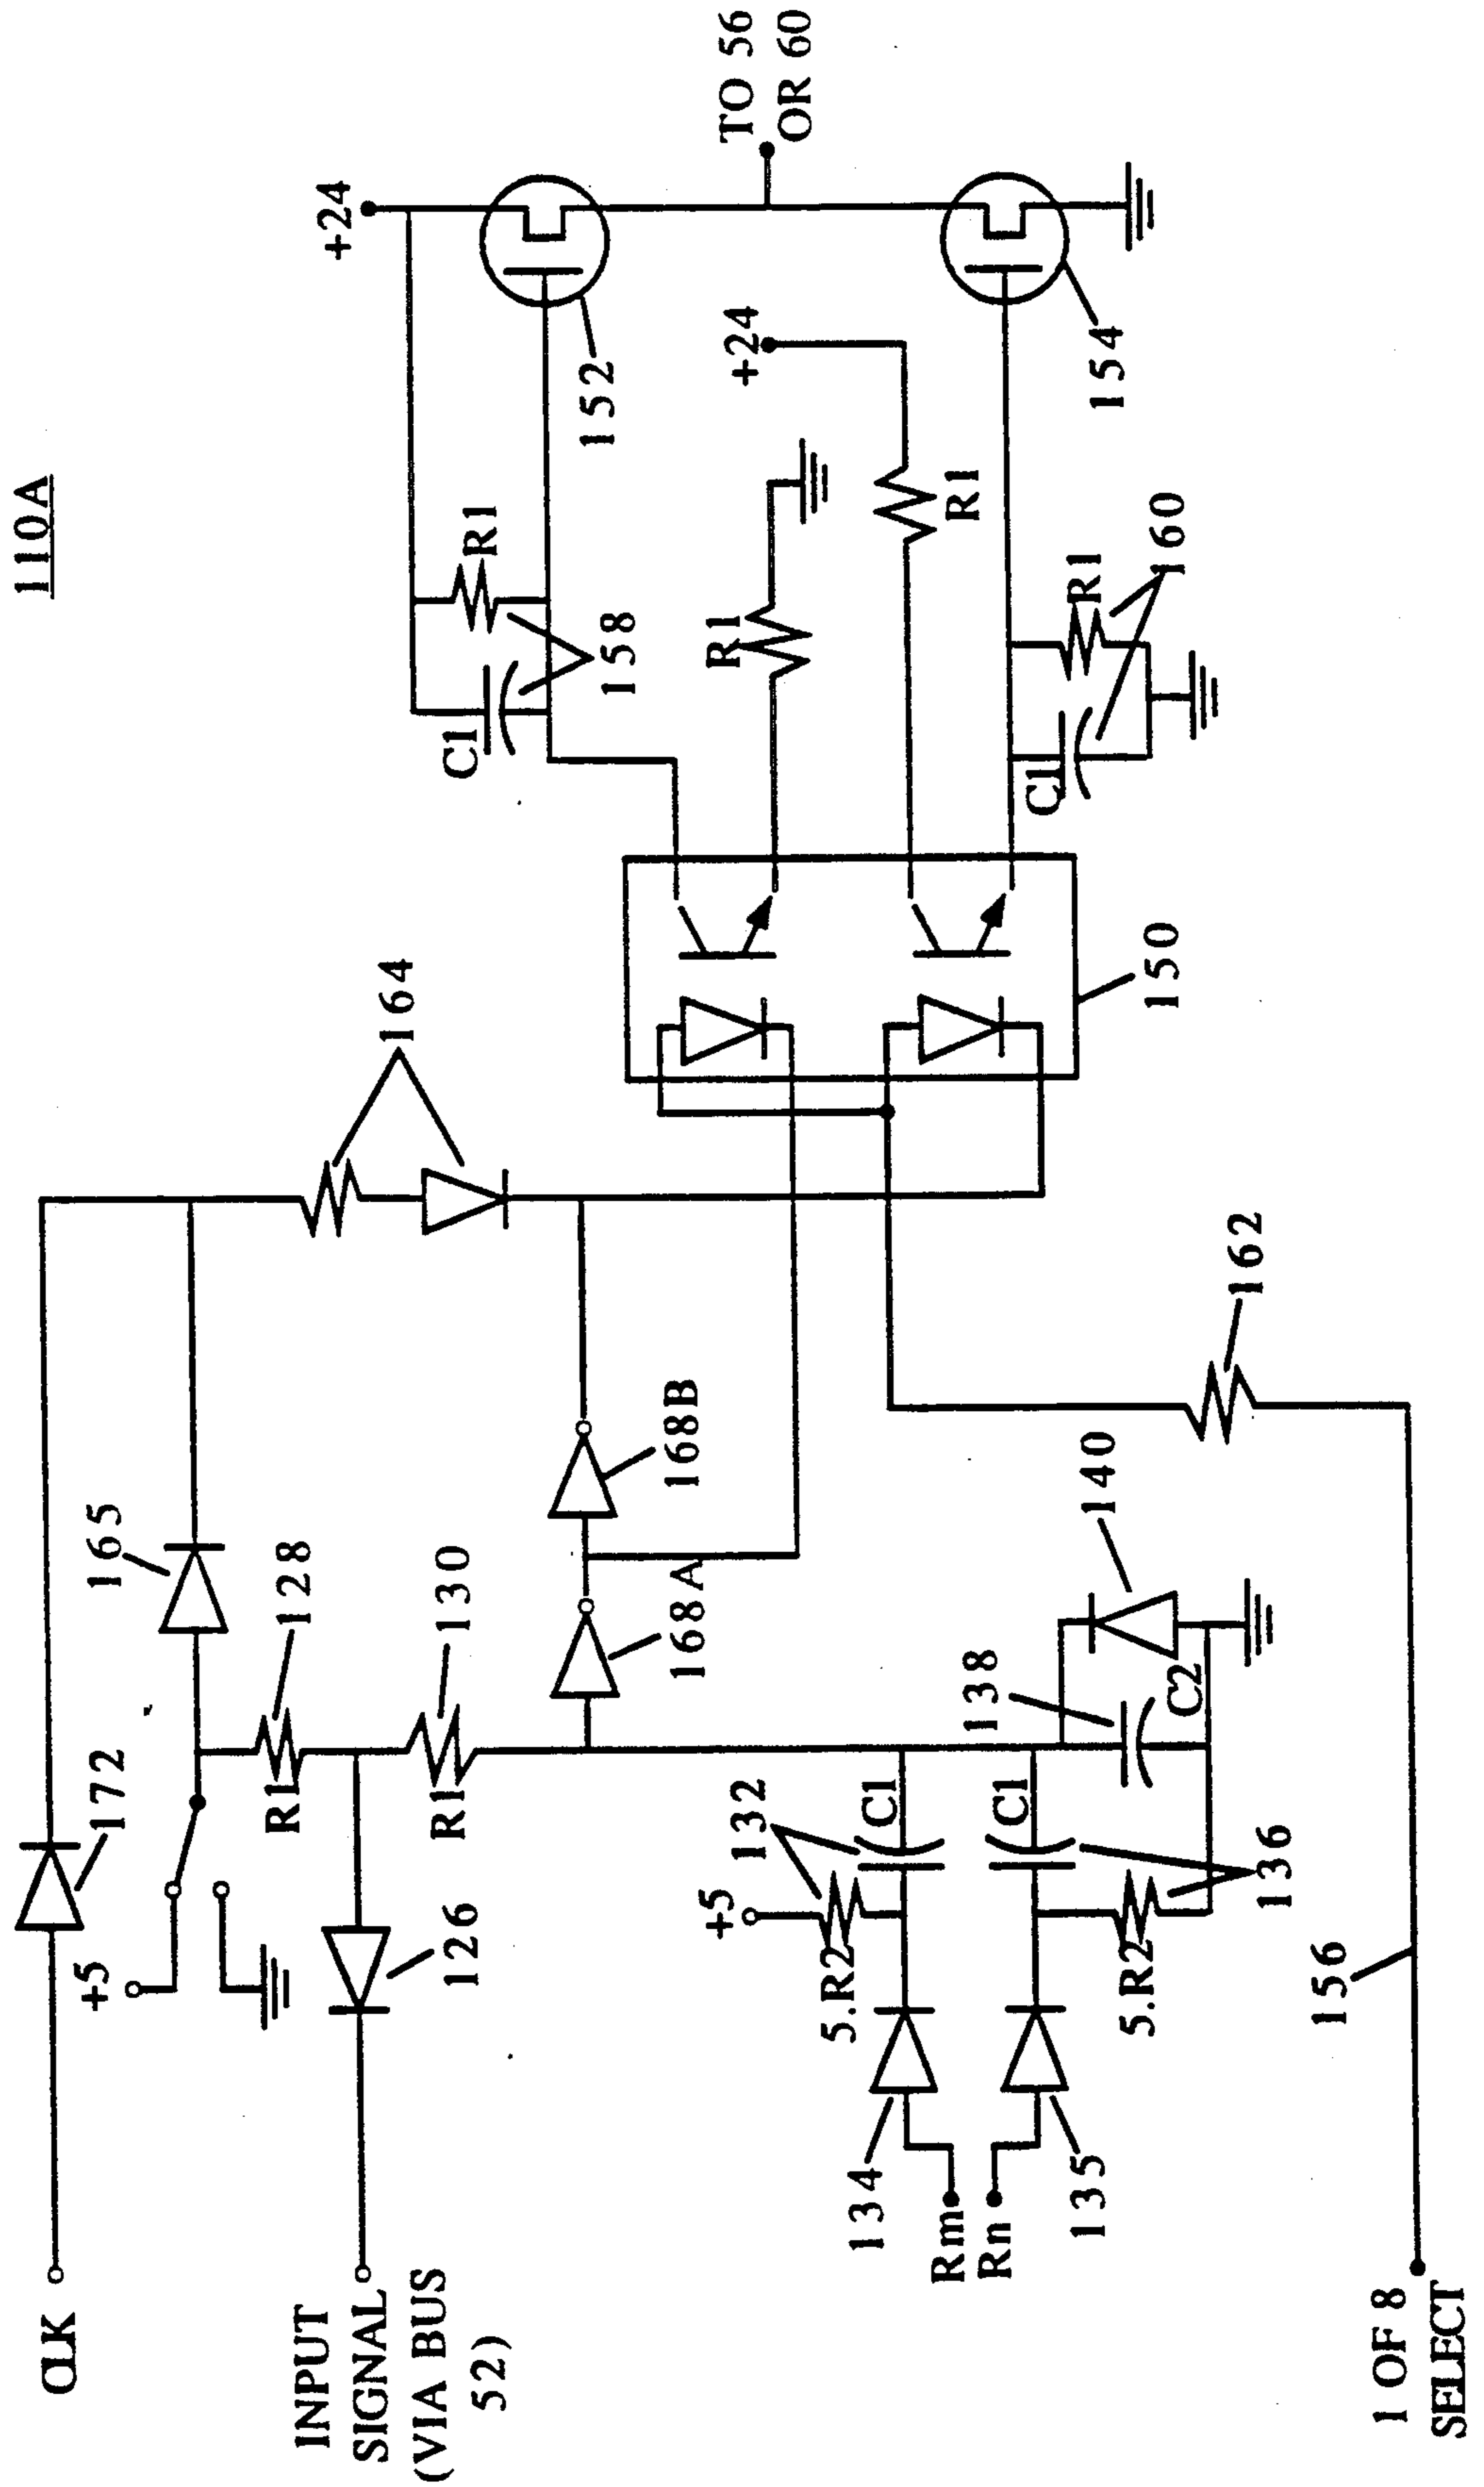 110A
CLK
172
165
+5
INPUT
SIGNAL
(VIA BUS
52)
126
R1
128
R1
130
164
168A
168B
+5
132
5.R2
C1
134
Rm
Rn
135
C1
136
5.R2
138
C2
140
162
156
1 OF 8
SELECT
150
C1
R1
158
+24
152
R1
+24
R1
C1
R1
160
154
TO 56
OR 60